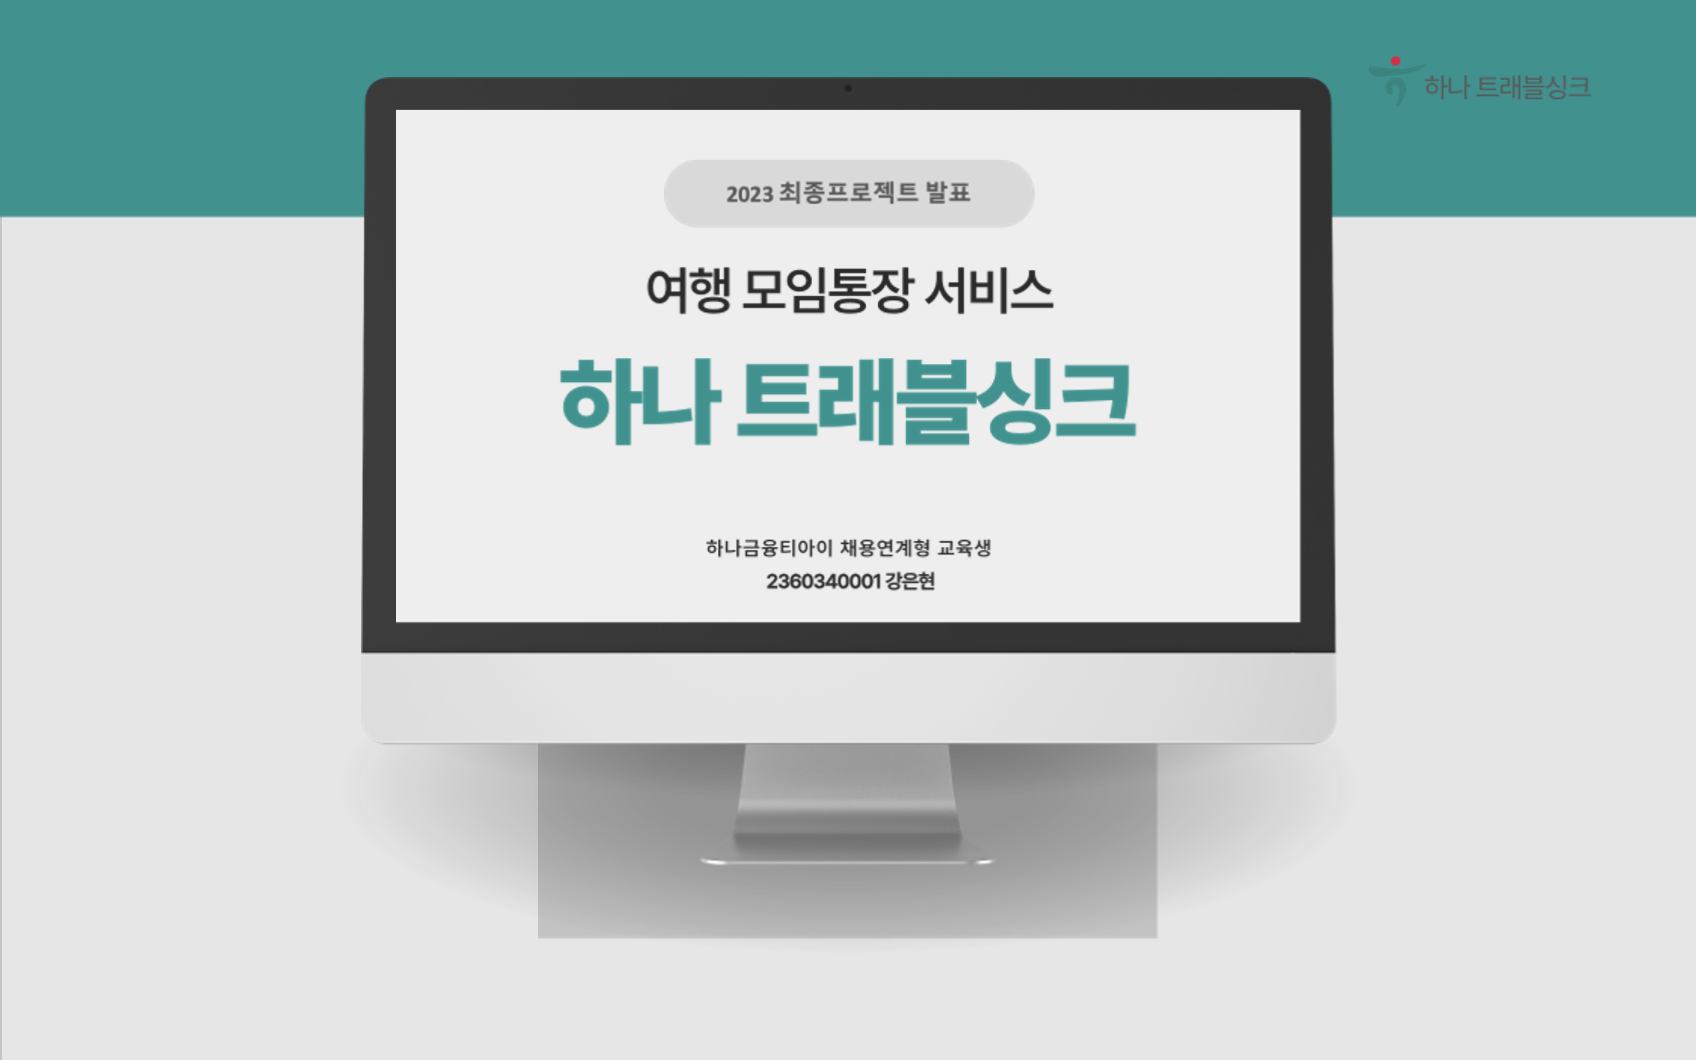 하나 트래블싱크
2023 최종프로젝트 발표
여행 모임통장 서비스
하나 트래블싱크
하나금융티아이 채용연계형 교육생
2360340001 강은현